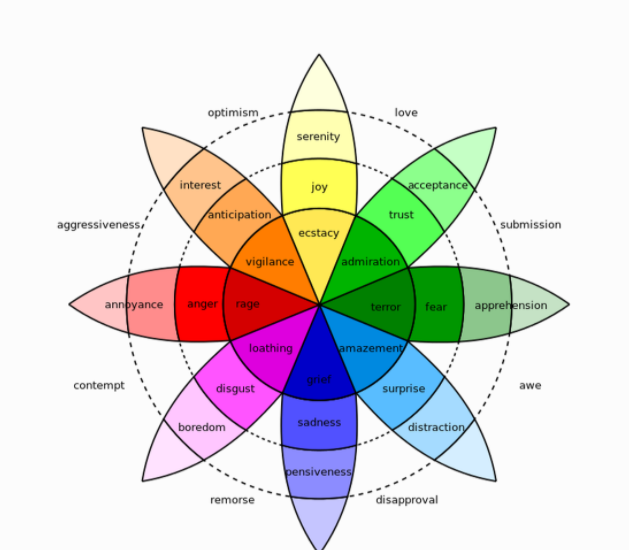 optimism
love
serenity
interest
joy
acceptance
anticipation
trust
aggressiveness
submission
ecstacy
vigilance
admiration
annoyance
anger
rage
terror
fear
apprehension
loathing
amazement
contempt
grief
awe
disgust
surprise
sadness
boredom
distraction
pensiveness
remorse
disapproval